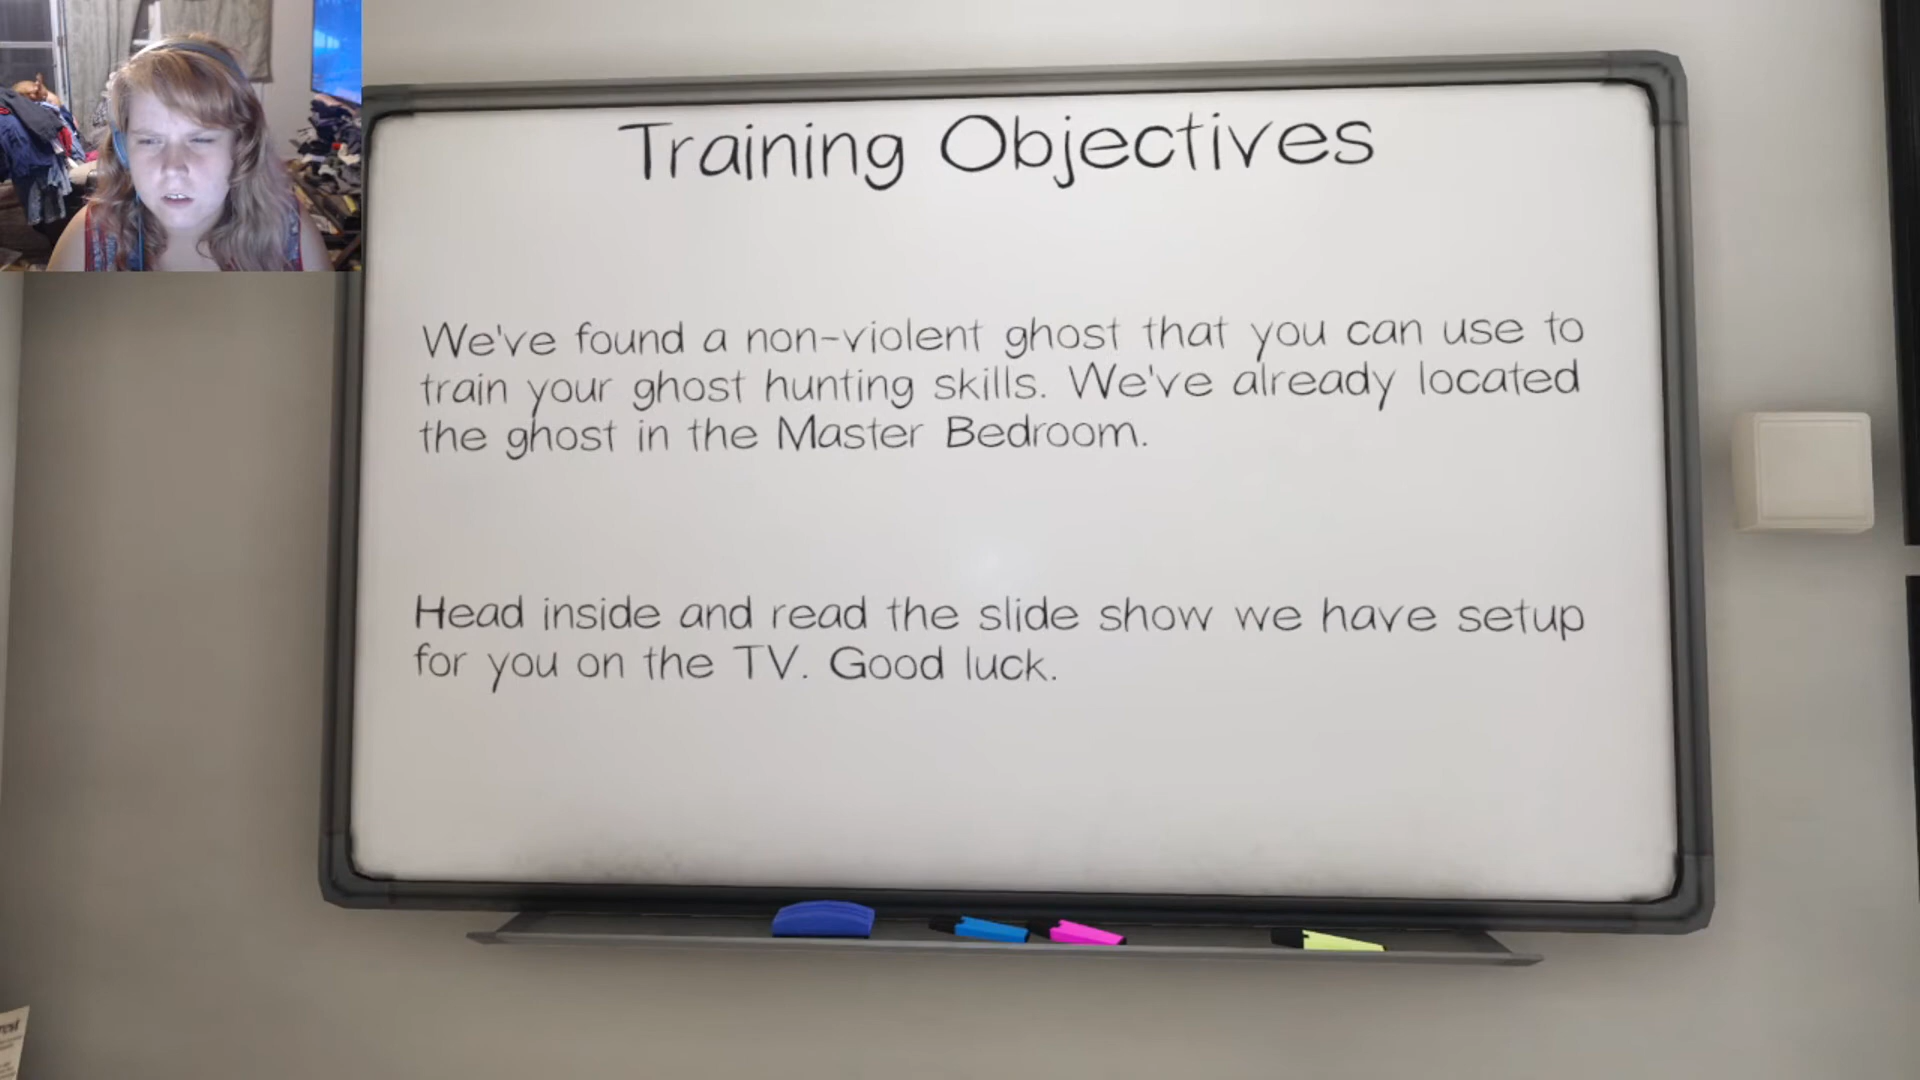 Training Objectives
We've found a non-violent ghost that you can use to
train your ghost hunting skills. We've already located
the ghost in the Master Bedroom.
Head inside and read the slide show we have setup
for you on the TV. Good luck.